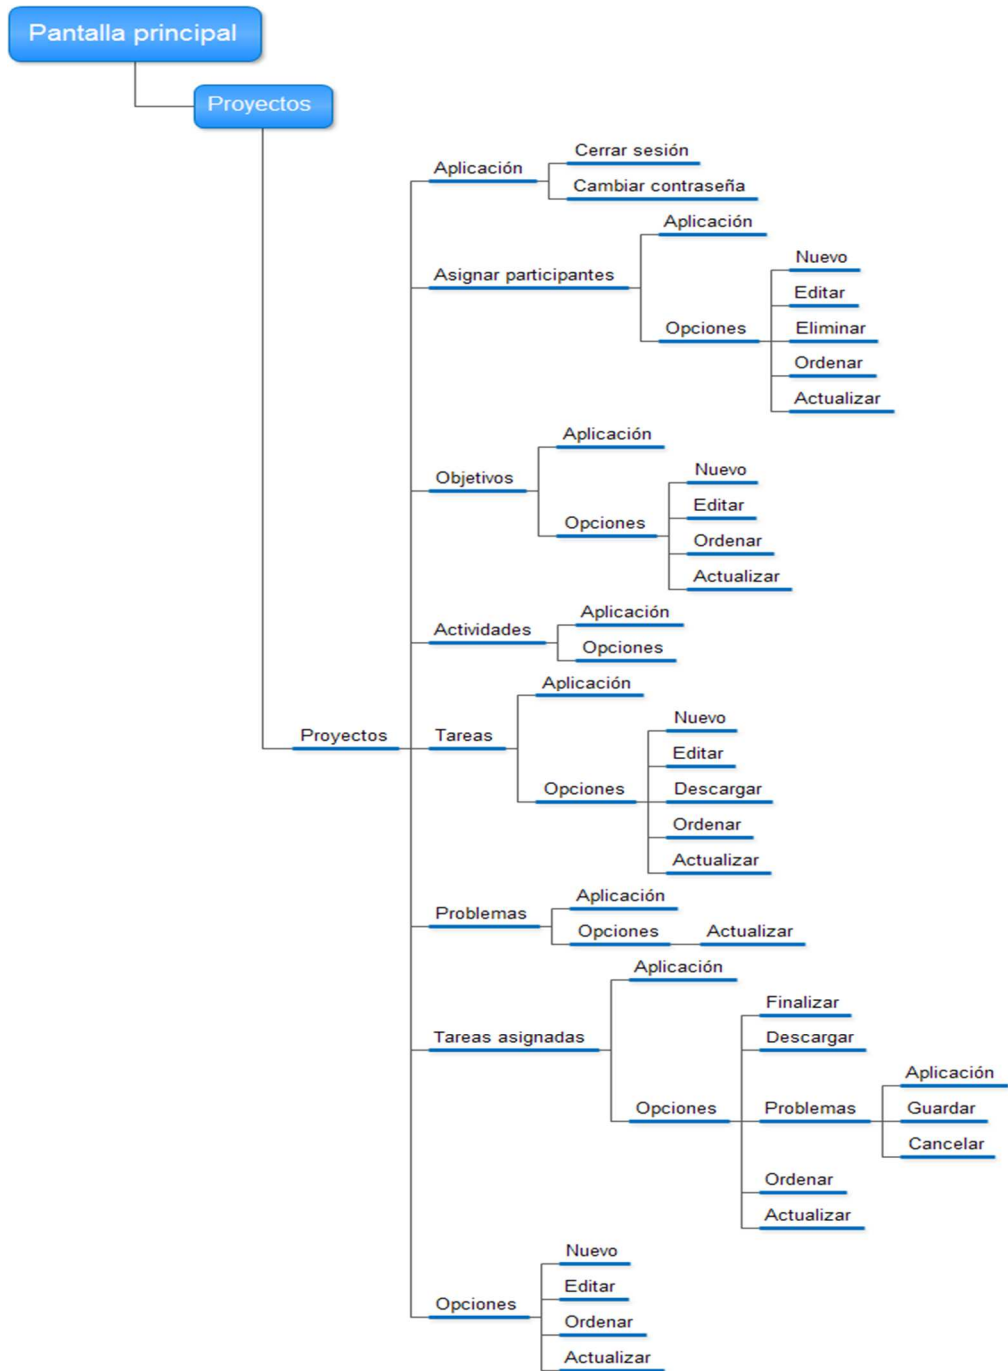 Pantalla principal
Proyectos
Cerrar sesión
Aplicación
Cambiar contraseña
Aplicación
Nuevo
Asignar participantes
Editar
Opciones
Eliminar
Ordenar
Actualizar
Aplicación
Nuevo
Objetivos
Editar
Opciones
Ordenar
Actualizar
Aplicación
Actividades
Opciones
Aplicación
Nuevo
Proyectos
Tareas
Editar
Opciones
Descargar
Ordenar
Actualizar
Aplicación
Problemas
Opciones
Actualizar
Aplicación
Finalizar
Tareas asignadas
Descargar
Aplicación
Opciones
Problemas
Guardar
Cancelar
Ordenar
Actualizar
Nuevo
Editar
Opciones
Ordenar
Actualizar